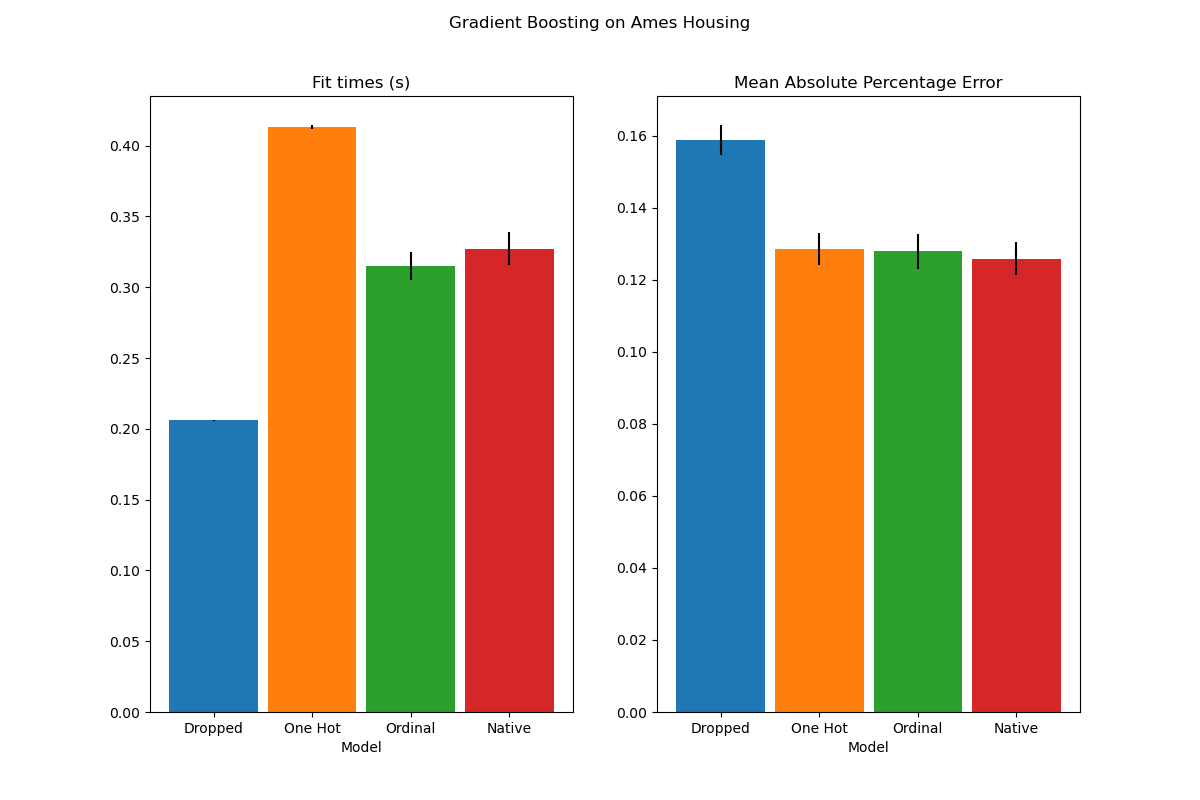 Gradient Boosting on Ames Housing
Fit times (s)
0.40
0.35
0.30
0.25
0.20
0.15
0.10
0.05
0.00
Dropped One Hot Ordinal Native
Model
Mean Absolute Percentage Error
0.16
0.14
0.12
0.10
0.08
0.06
0.04
0.02
0.00
Dropped One Hot Ordinal Native
Model